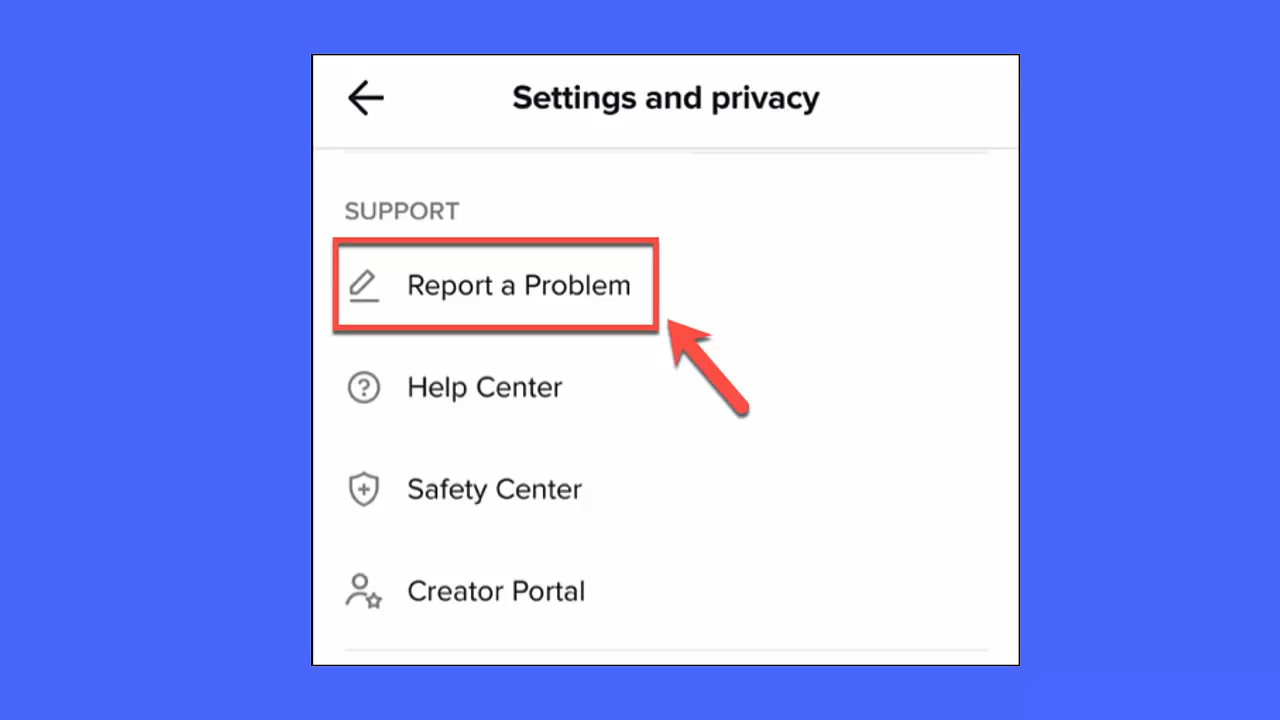 Settings and privacy
SUPPORT
Report a Problem
Help Center
Safety Center
Creator Portal